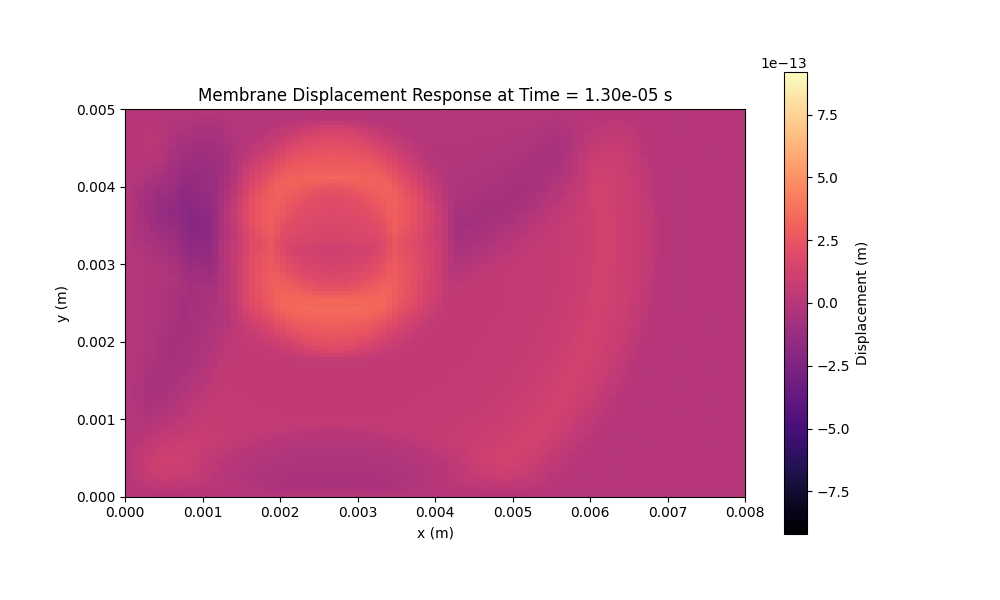 1e−13
Membrane Displacement Response at Time = 1.30e-05 s
0.005
0.004
0.003
0.002
0.001
0.000
y (m)
0.000 0.001 0.002 0.003 0.004 0.005 0.006 0.007 0.008
x (m)
7.5
5.0
2.5
0.0
−2.5
−5.0
−7.5
Displacement (m)